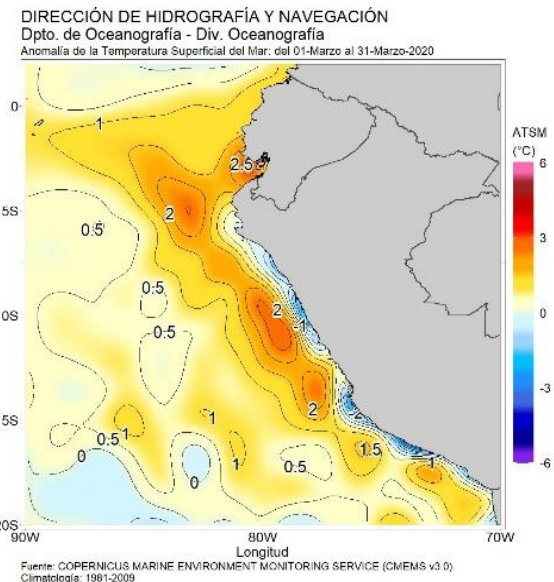 DIRECCIÓN DE HIDROGRAFÍA Y NAVEGACIÓN
Dpto. de Oceanografía - Div. Oceanografía
Anomalía de la Temperatura Superficial del Mar: del 01-Marzo al 31-Marzo-2020
ATSM
(°C)
6
3
0
-3
-6
0
5S
0S
5S
20S
1
2.5
2
0.5
0.5
0.5
2
-1
2
-2
1
0.5
1
0
1
0.5
0
1.5
-1
90W
80W
70W
Longitud
Fuente: COPERNICUS MARINE ENVIRONMENT MONITORING SERVICE (CMEMS v3.0)
Climatología: 1981-2009